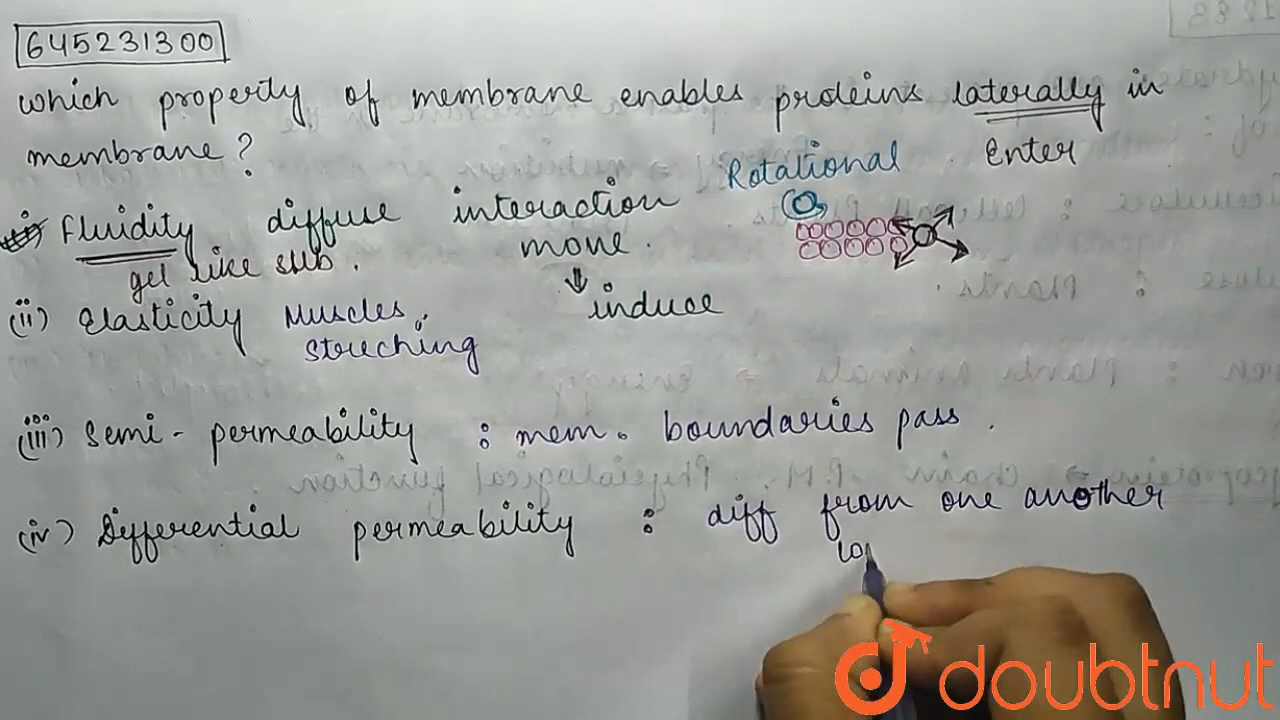 645231300
which property of membrane enables proteins laterally in
membrane?
Enter
Rotational
(i) Fluidity diffuse interaction
gel like
move.
induce
(ii) Elasticity Muscles
streching
(iii) Semi-permeability : mem. boundaries pass.
(iv) Differential permeability : diff from one another
co
doubtnut